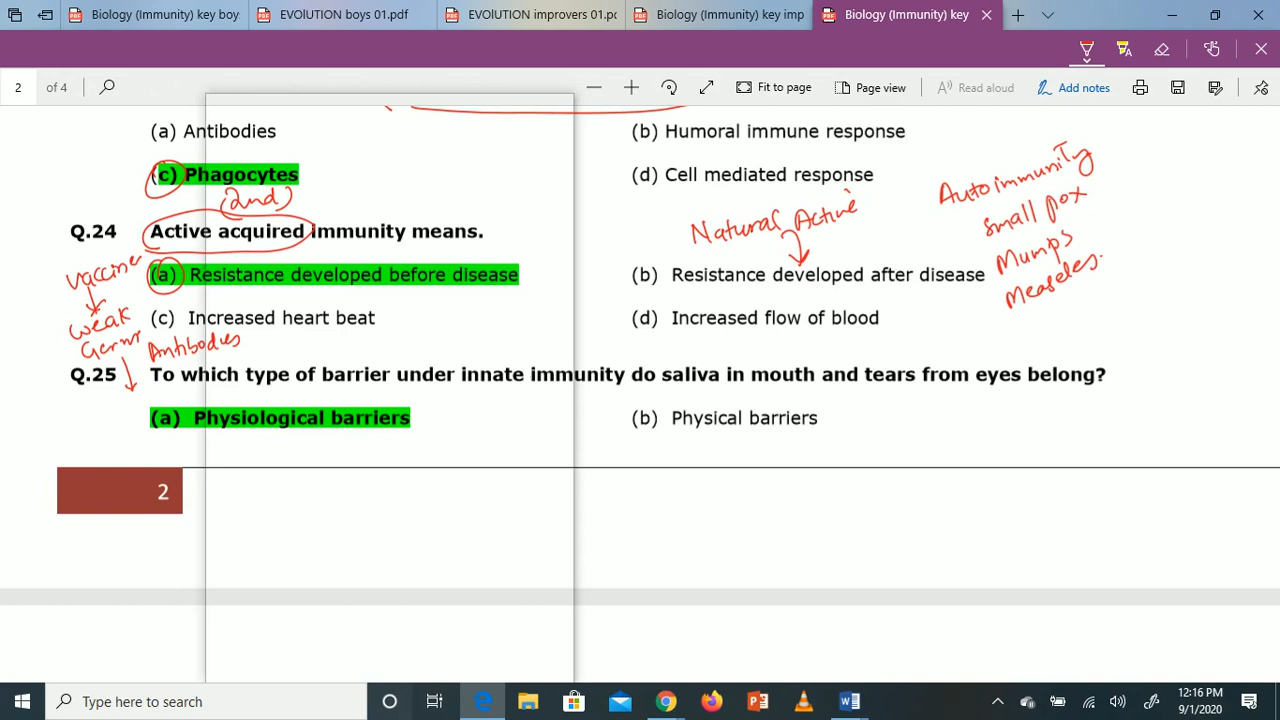 Biology (Immunity) key boy
EVOlUTION boys 01.pdf
EVOlUTION improvers 01.p
Biology (Immunity) key imp
Biology (Immunity) key
2 of 4
Fit to page
Page view
Read aloud
Add notes
(a) Antibodies
(b) Humoral immune response
(c) Phagocytes
(d) Cell mediated response
(2nd)
Autoimmunity
Small pox
Mumps
Measeles.
Natural Active
Q.24 Active acquired immunity means.
Vaccines
(a) Resistance developed before disease
(b) Resistance developed after disease
Weak
Germs
(c) Increased heart beat
(d) Increased flow of blood
Antibodies
Q.25 To which type of barrier under innate immunity do saliva in mouth and tears from eyes belong?
(a) Physiological barriers
(b) Physical barriers
2
Type here to search
12:16 PM
9/1/2020